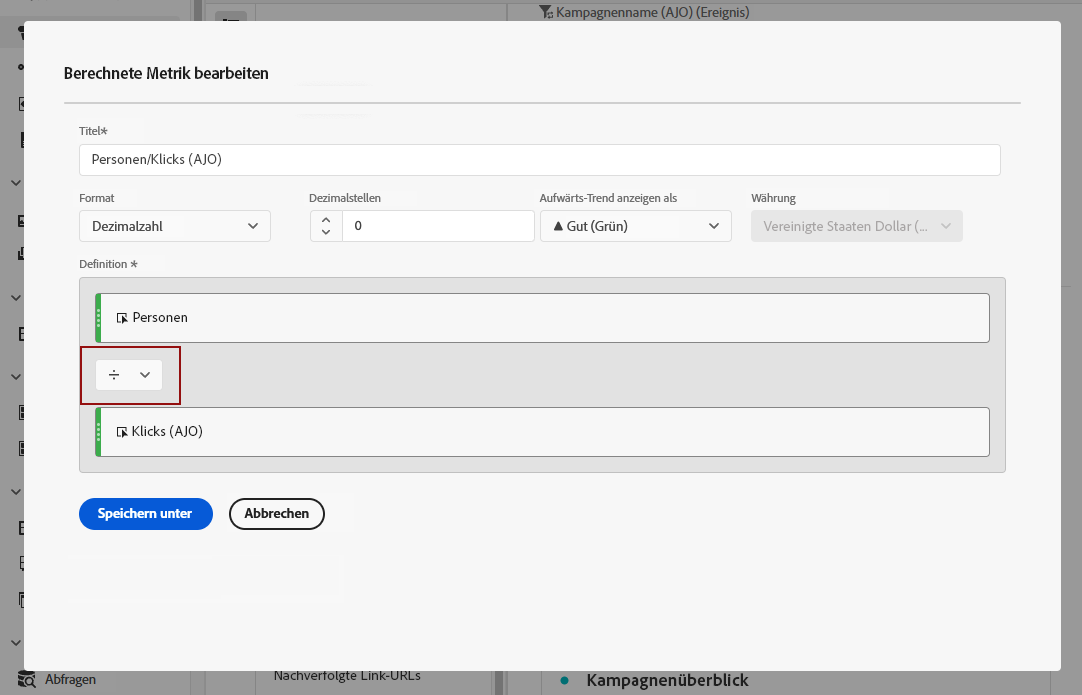 Kampagnenname (AJO) (Ereignis)
Berechnete Metrik bearbeiten
Titel*
Personen/Klicks (AJO)
Format
Dezimalstellen
Aufwärts-Trend anzeigen als
Währung
Dezimalzahl
0
▲ Gut (Grün)
Vereinigte Staaten Dollar (...
Definition *
Personen
÷
Klicks (AJO)
Speichern unter
Abbrechen
Abfragen
Nachverfolgte Link-URLs
Kampagnenüberblick